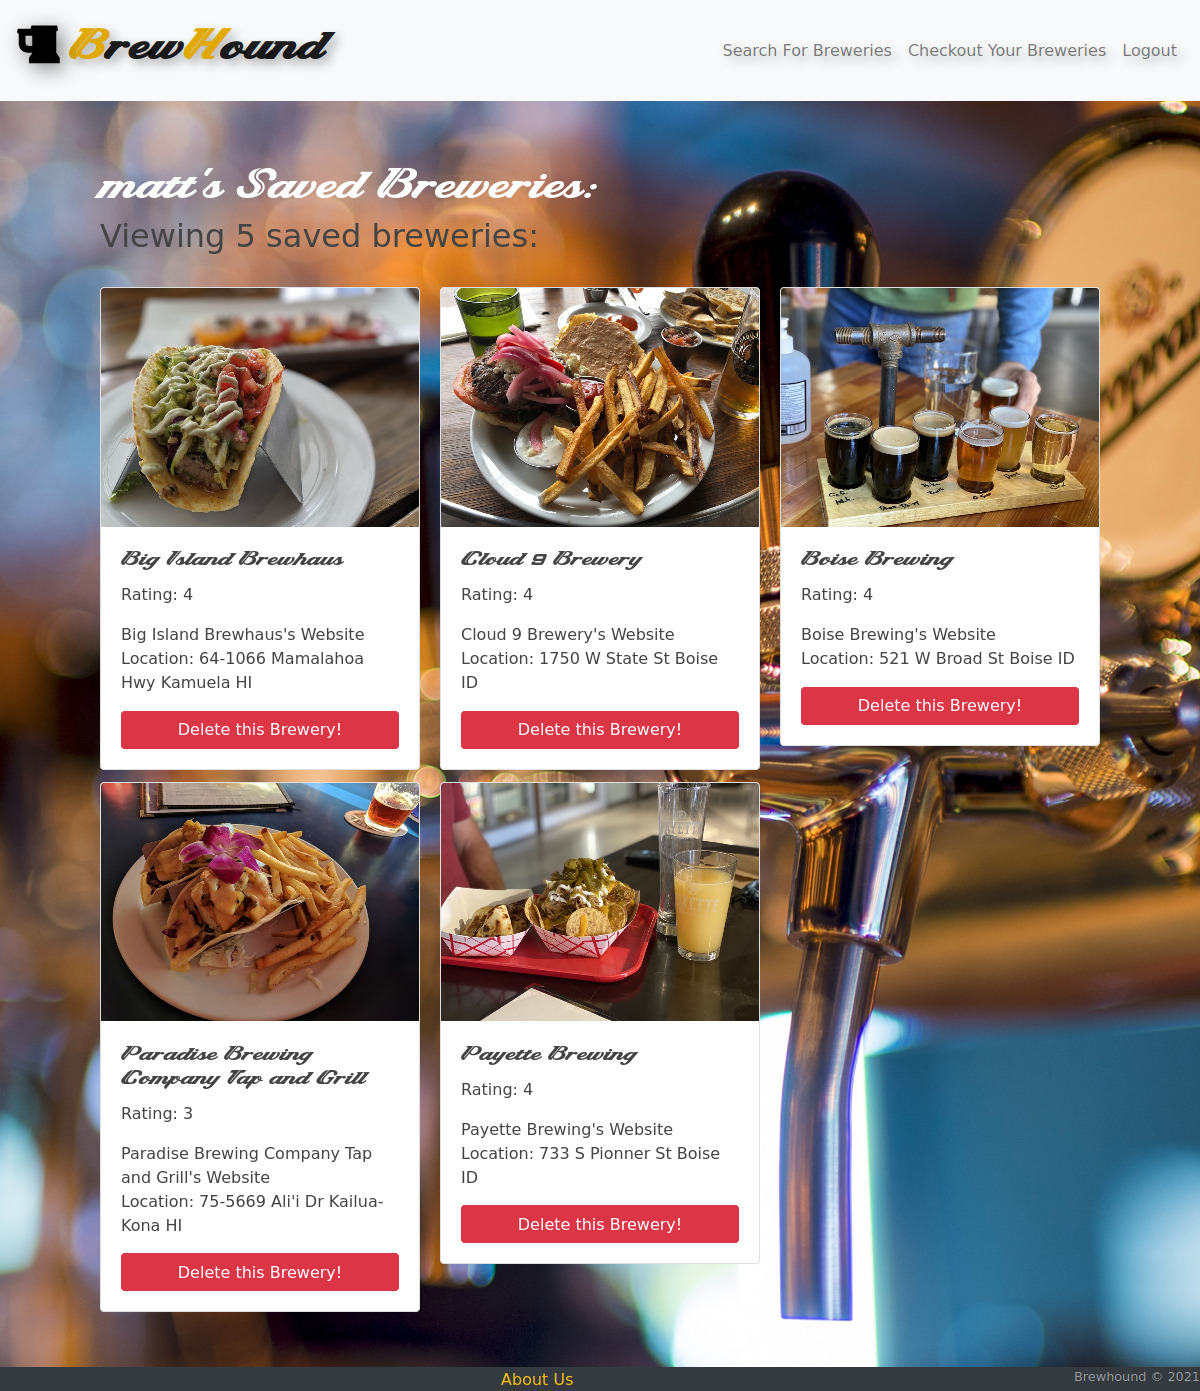 BrewHound
Search For Breweries
Checkout Your Breweries
Logout
matt's Saved Breweries:
Viewing 5 saved breweries:
Big Island Brewhaus
Rating: 4
Big Island Brewhaus's Website
Location: 64-1066 Mamalahoa
Hwy Kamuela HI
Delete this Brewery!
Cloud 9 Brewery
Rating: 4
Cloud 9 Brewery's Website
Location: 1750 W State St Boise
ID
Delete this Brewery!
Boise Brewing
Rating: 4
Boise Brewing's Website
Location: 521 W Broad St Boise ID
Delete this Brewery!
Paradise Brewing
Company Tap and Grill
Rating: 3
Paradise Brewing Company Tap
and Grill's Website
Location: 75-5669 Ali'i Dr Kailua-
Kona HI
Delete this Brewery!
Payette Brewing
Rating: 4
Payette Brewing's Website
Location: 733 S Pionner St Boise
ID
Delete this Brewery!
About Us
Brewhound © 2021